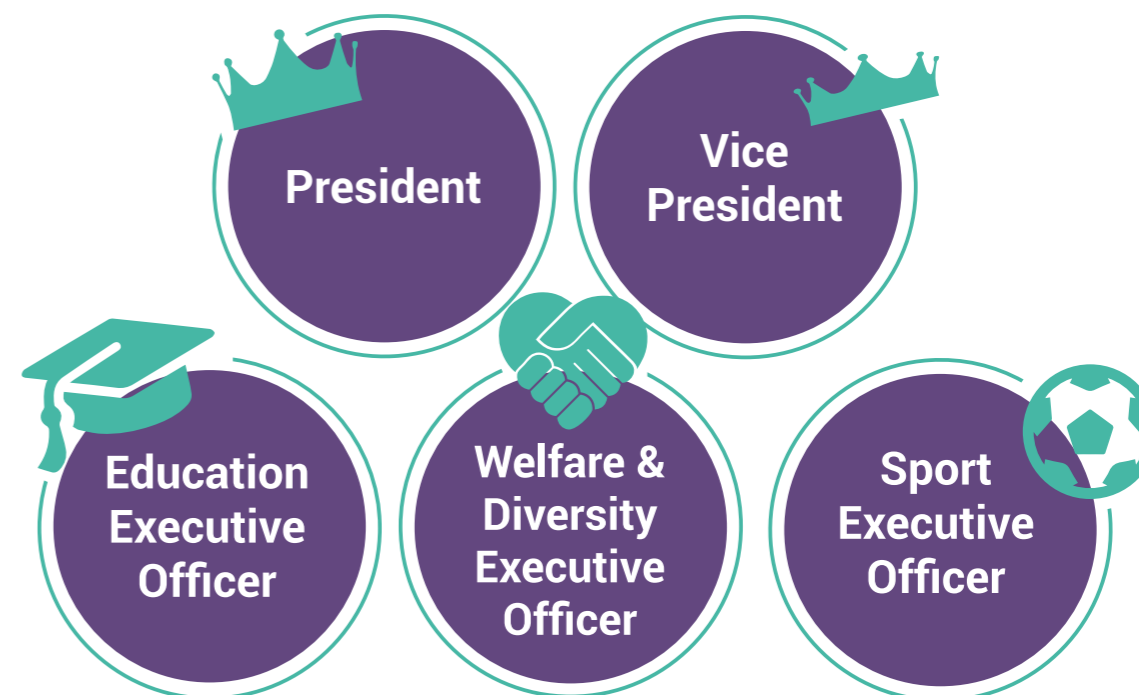 President
Vice
President
Education
Executive
Officer
Welfare &
Diversity
Executive
Officer
Sport
Executive
Officer